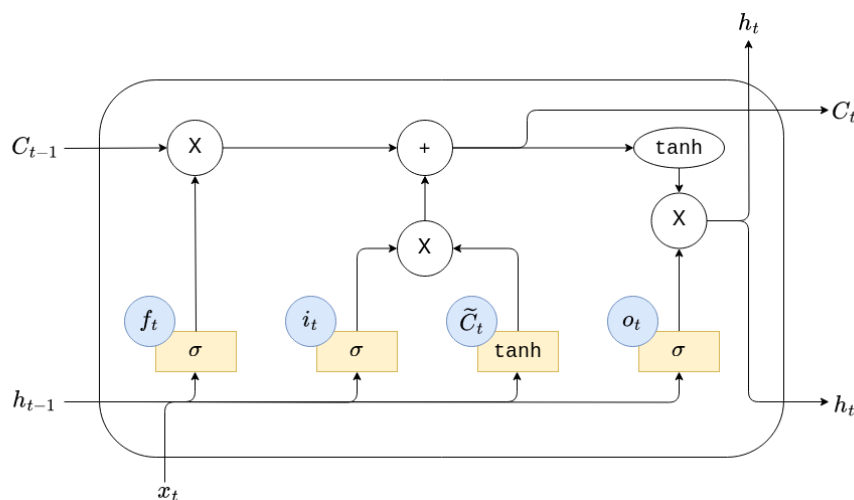 h_t
C_t
C_{t-1} X + tanh
X
X
f_t i_t C̃_t o_t
σ σ tanh σ
h_{t-1} h_t
x_t